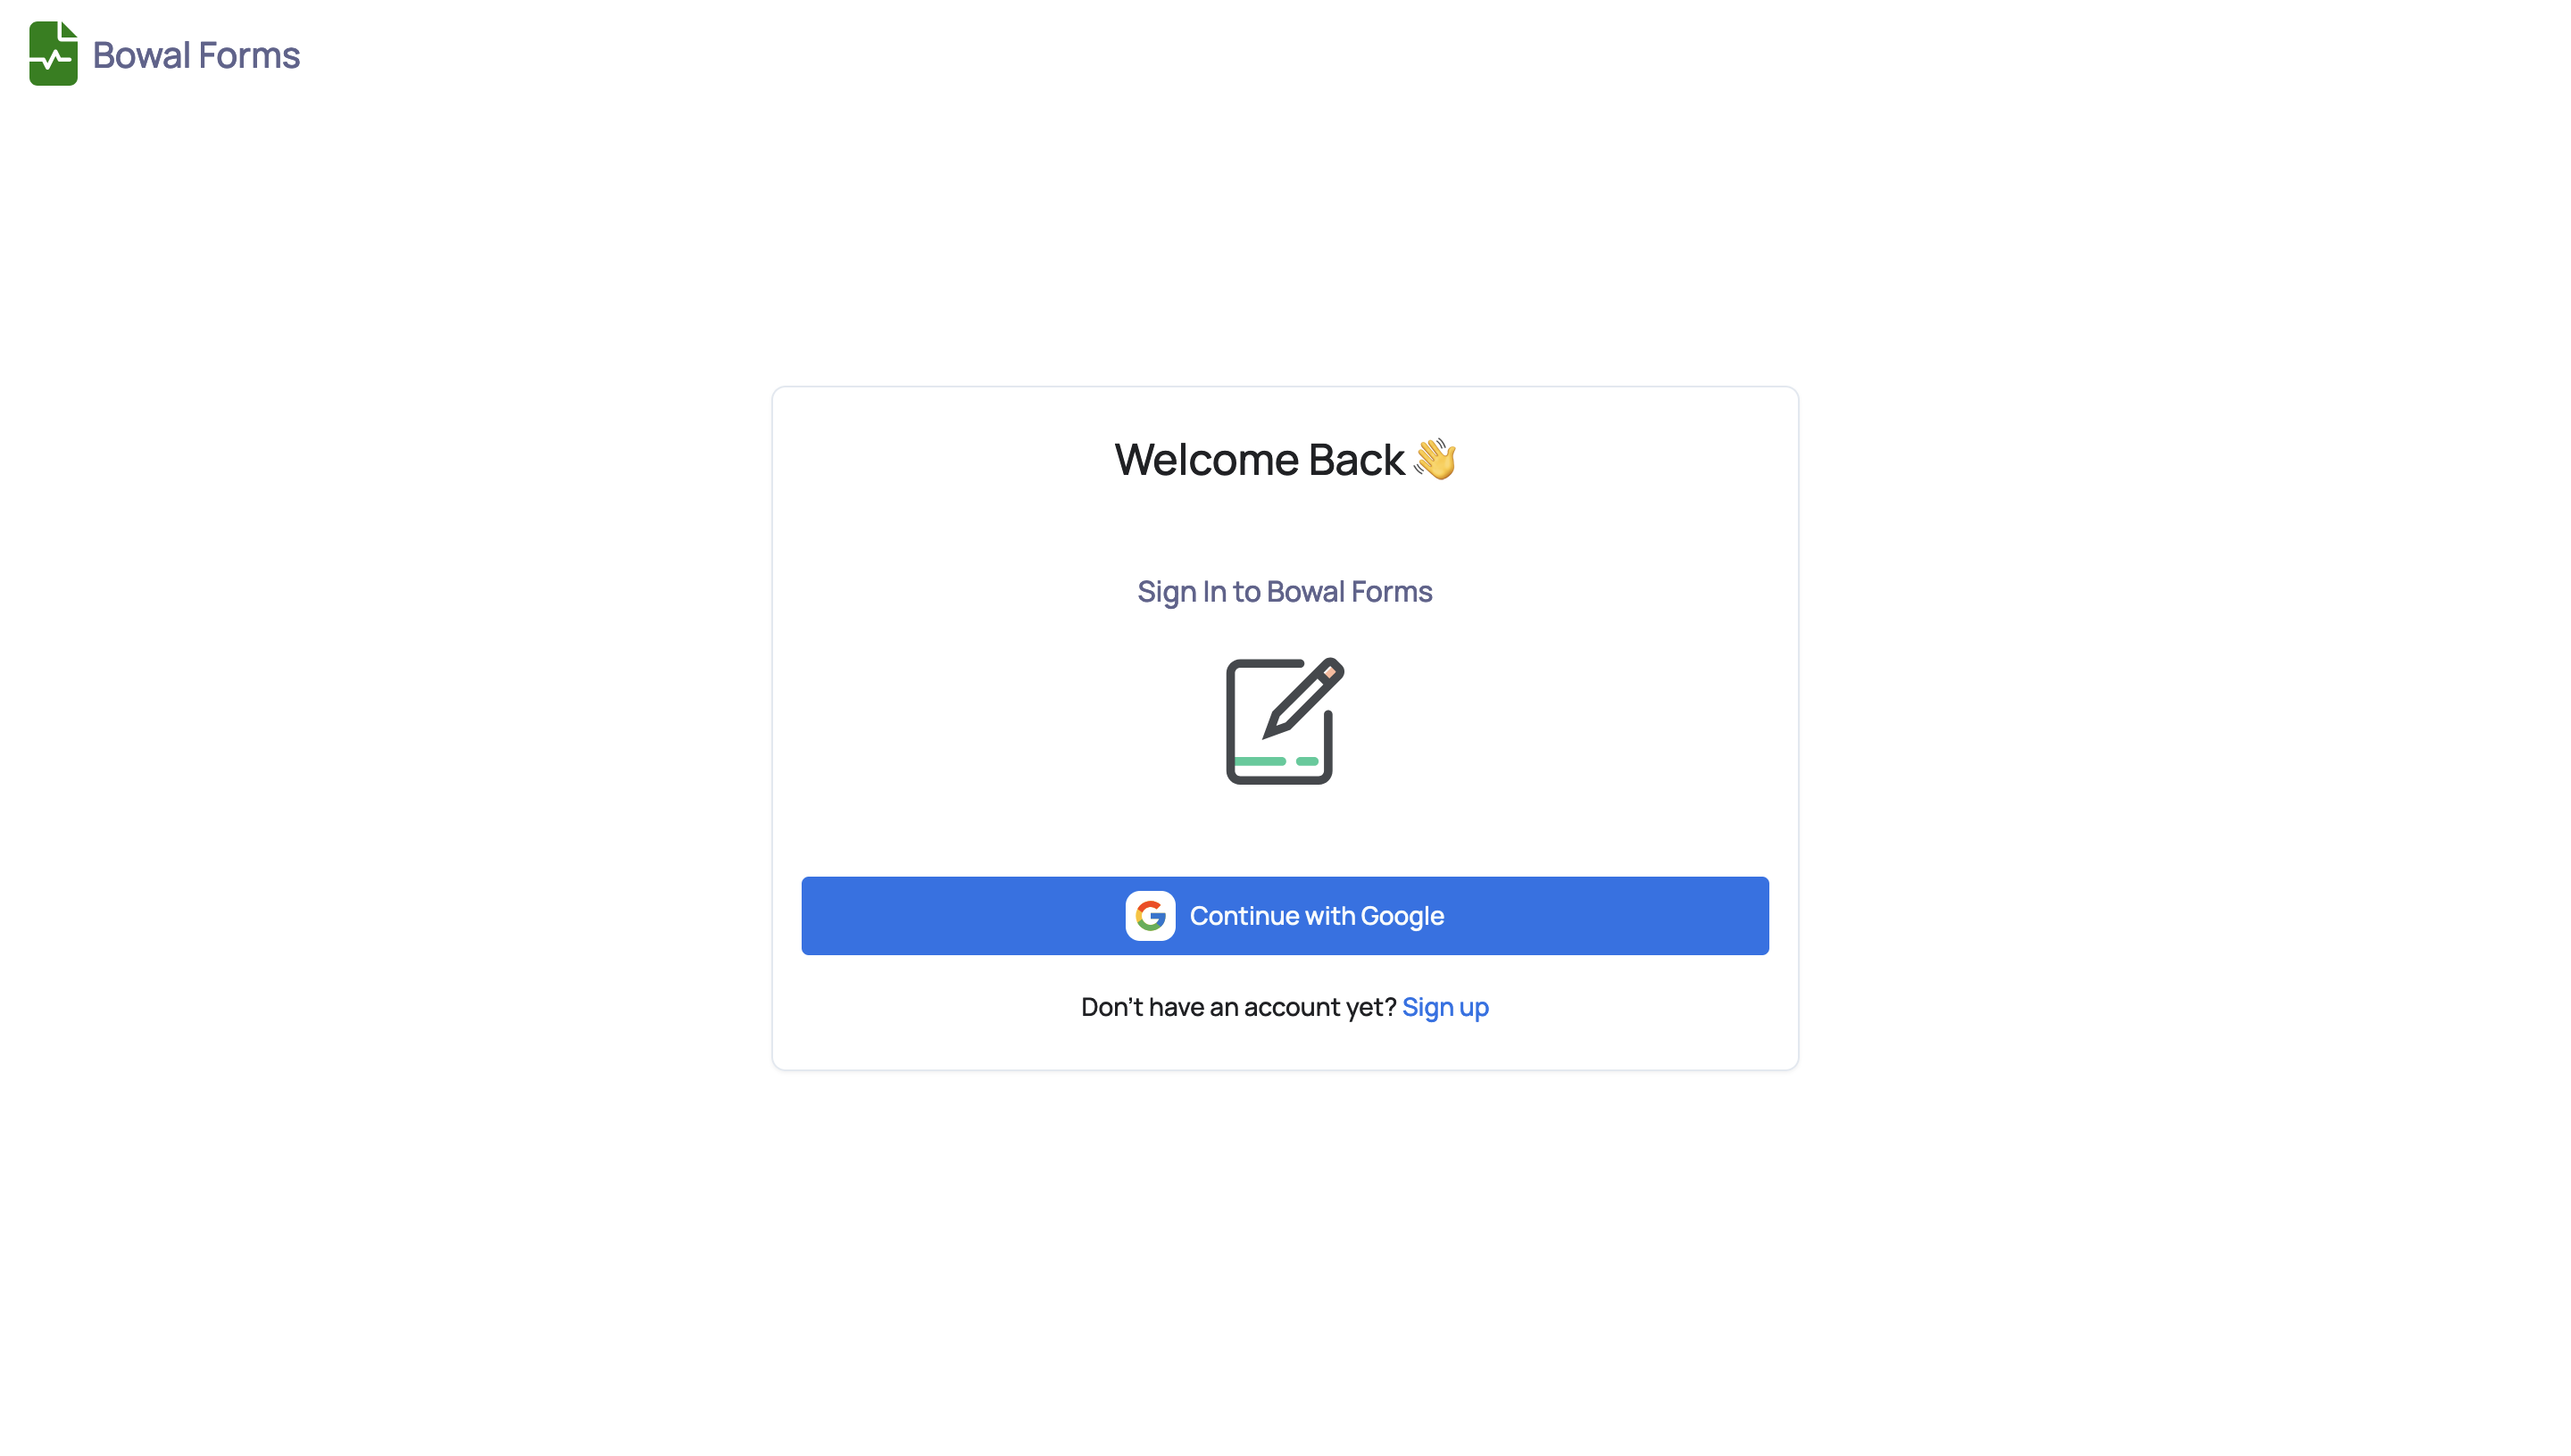 Bowal Forms
Welcome Back 👋
Sign In to Bowal Forms
Continue with Google
Don't have an account yet? Sign up